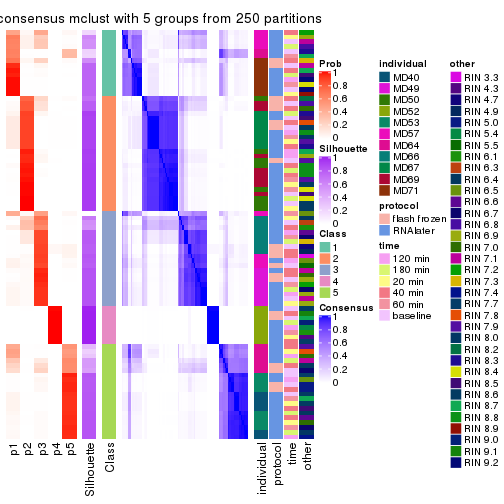 consensus mclust with 5 groups from 250 partitions
Prob
1
0.8
0.6
0.4
0.2
0
Silhouette
1
0.8
0.6
0.4
0.2
0
Class
1
2
3
4
5
Consensus
1
0.8
0.6
0.4
0.2
0
individual
MD40
MD49
MD50
MD52
MD53
MD57
MD64
MD66
MD67
MD69
MD71
protocol
flash frozen
RNAlater
time
120 min
180 min
20 min
40 min
60 min
baseline
other
RIN 3.3
RIN 4.3
RIN 4.7
RIN 4.9
RIN 5.0
RIN 5.4
RIN 5.5
RIN 6.1
RIN 6.3
RIN 6.4
RIN 6.5
RIN 6.6
RIN 6.7
RIN 6.8
RIN 6.9
RIN 7.0
RIN 7.1
RIN 7.2
RIN 7.3
RIN 7.4
RIN 7.7
RIN 7.8
RIN 7.9
RIN 8.0
RIN 8.2
RIN 8.3
RIN 8.4
RIN 8.5
RIN 8.6
RIN 8.7
RIN 8.8
RIN 8.9
RIN 9.0
RIN 9.1
RIN 9.2
p1
p2
p3
p4
p5
Silhouette
Class
individual
protocol
time
other